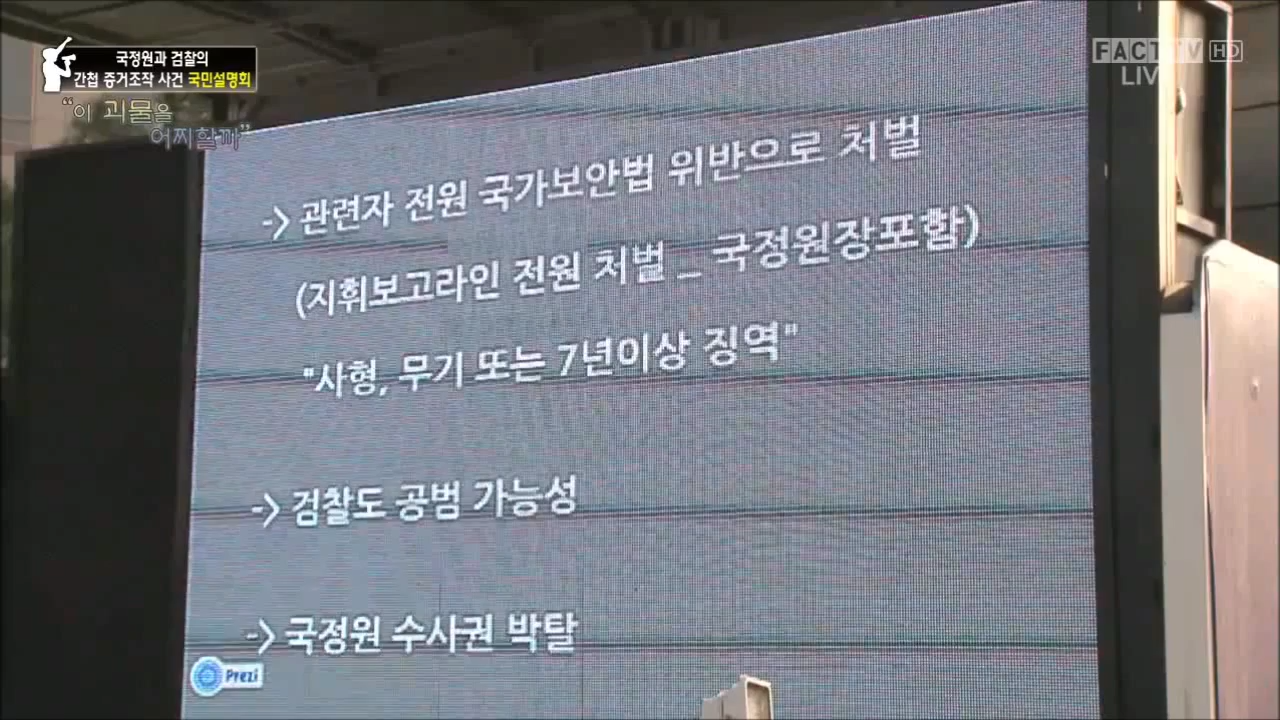 국정원과 검찰의
간첩 증거조작 사건 국민설명회
“이 괴물을
어찌할까”
FACT TV HD
LIV
-> 관련자 전원 국가보안법 위반으로 처벌
(지휘보고라인 전원 처벌 _ 국정원장포함)
"사형, 무기 또는 7년이상 징역"
-> 검찰도 공범 가능성
-> 국정원 수사권 박탈
Prezi